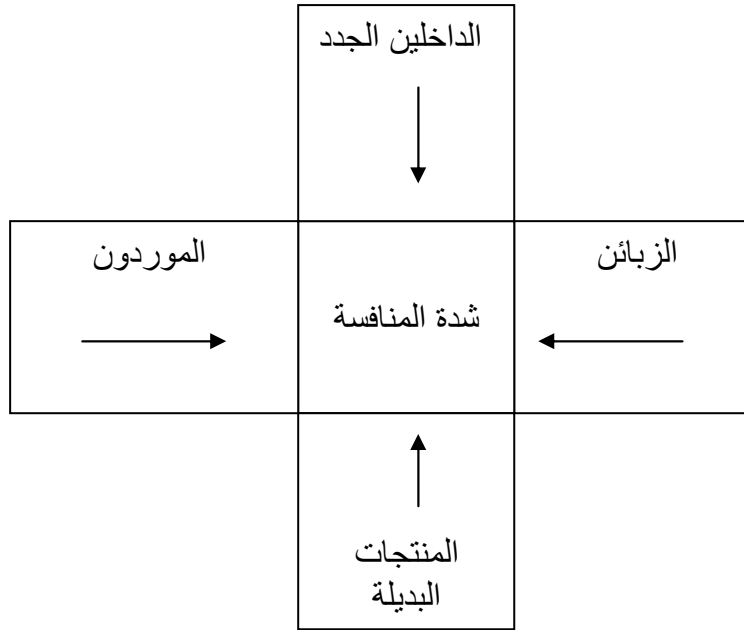 الداخلين الجدد
الزبائن
الموردون
شدة المنافسة
المنتجات
البديلة